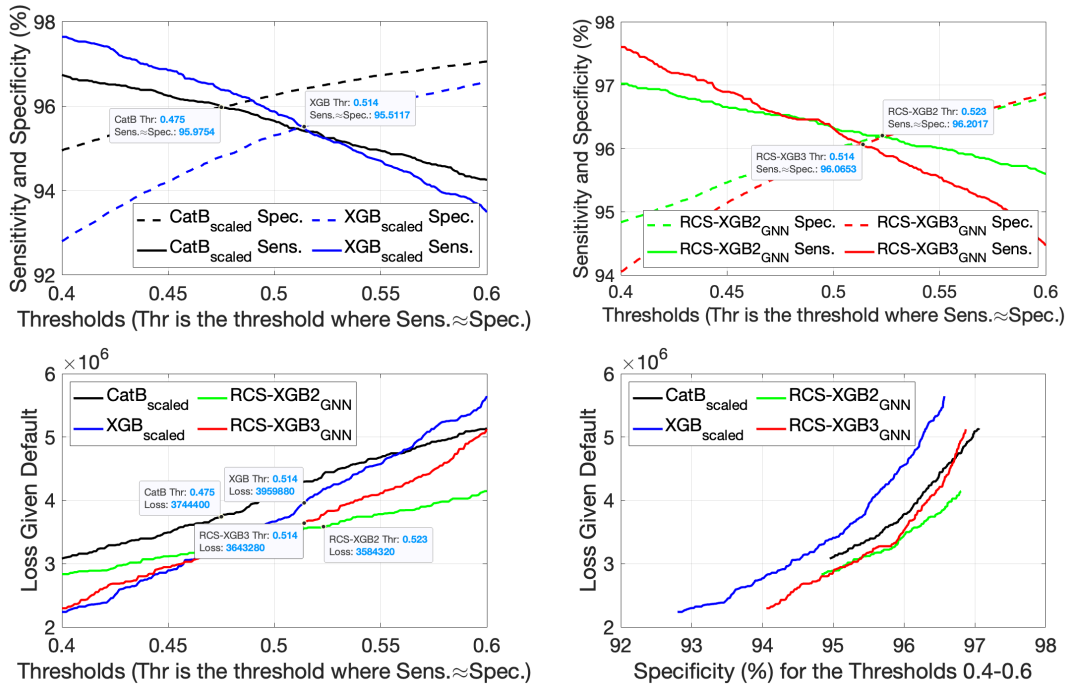 Sensitivity and Specificity (%)
98
96
94
92
CatB Thr: 0.475
Sens.≈Spec.: 95.9754
XGB Thr: 0.514
Sens.≈Spec.: 95.5117
CatBscaled Spec.
XGBscaled Spec.
CatBscaled Sens.
XGBscaled Sens.
0.4
0.45
0.5
0.55
0.6
Thresholds (Thr is the threshold where Sens.≈Spec.)
Sensitivity and Specificity (%)
98
97
96
95
94
RCS-XGB2 Thr: 0.523
Sens.≈Spec.: 96.2017
RCS-XGB3 Thr: 0.514
Sens.≈Spec.: 96.0653
RCS-XGB2GNN Spec.
RCS-XGB3GNN Spec.
RCS-XGB2GNN Sens.
RCS-XGB3GNN Sens.
0.4
0.45
0.5
0.55
0.6
Thresholds (Thr is the threshold where Sens.≈Spec.)
Loss Given Default
×10^6
6
5
4
3
2
CatBscaled
RCS-XGB2GNN
XGBscaled
RCS-XGB3GNN
CatB Thr: 0.475
Loss: 3744400
XGB Thr: 0.514
Loss: 3959880
RCS-XGB3 Thr: 0.514
Loss: 3643280
RCS-XGB2 Thr: 0.523
Loss: 3584320
0.4
0.45
0.5
0.55
0.6
Thresholds (Thr is the threshold where Sens.≈Spec.)
Loss Given Default
×10^6
6
5
4
3
2
CatBscaled
RCS-XGB2GNN
XGBscaled
RCS-XGB3GNN
92
93
94
95
96
97
98
Specificity (%) for the Thresholds 0.4-0.6